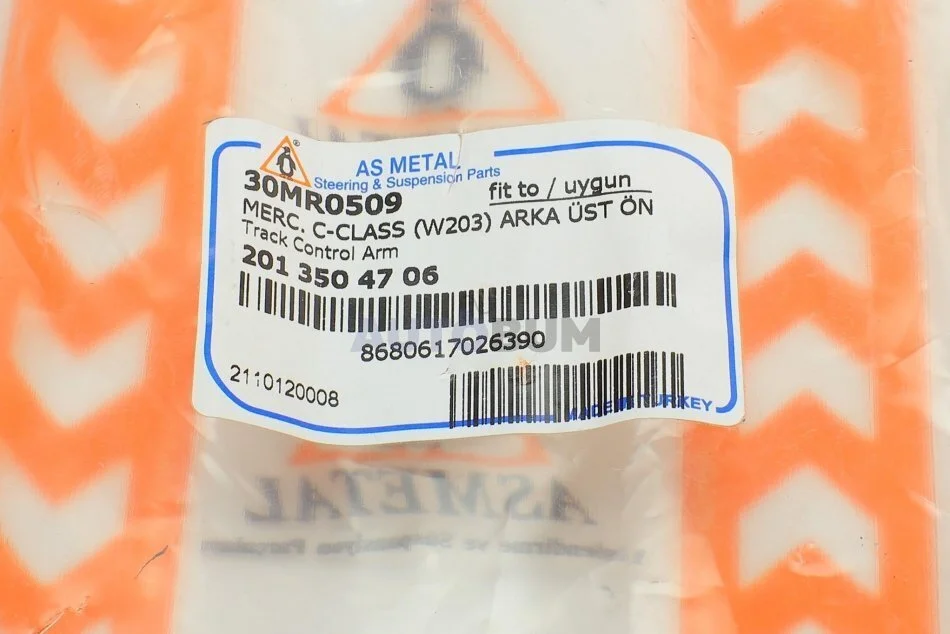 AS METAL
Steering & Suspension Parts
30MR0509
fit to / uygun
MERC. C-CLASS (W203) ARKA ÜST ÖN
Track Control Arm
201 350 47 06
AUTOBUM
8680617026390
2110120008
MADE IN TURKEY
ASMETAL